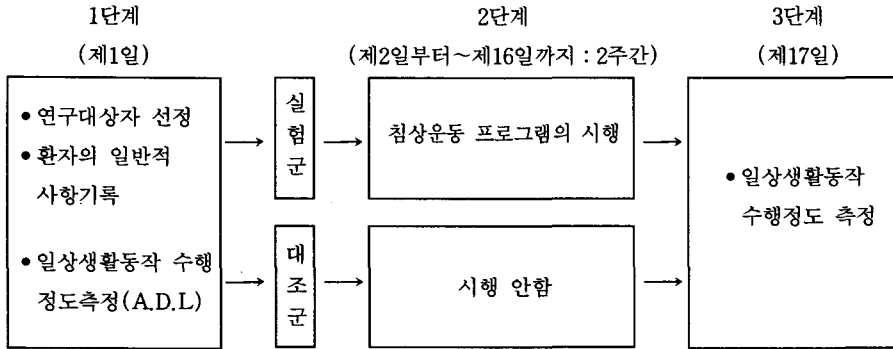 1단계
(제1일)
● 연구대상자 선정
● 환자의 일반적
사항기록
● 일상생활동작 수행
정도측정(A.D.L)
실험군
대조군
2단계
(제2일부터~제16일까지 : 2주간)
침상운동 프로그램의 시행
시행 안함
3단계
(제17일)
● 일상생활동작
수행정도 측정